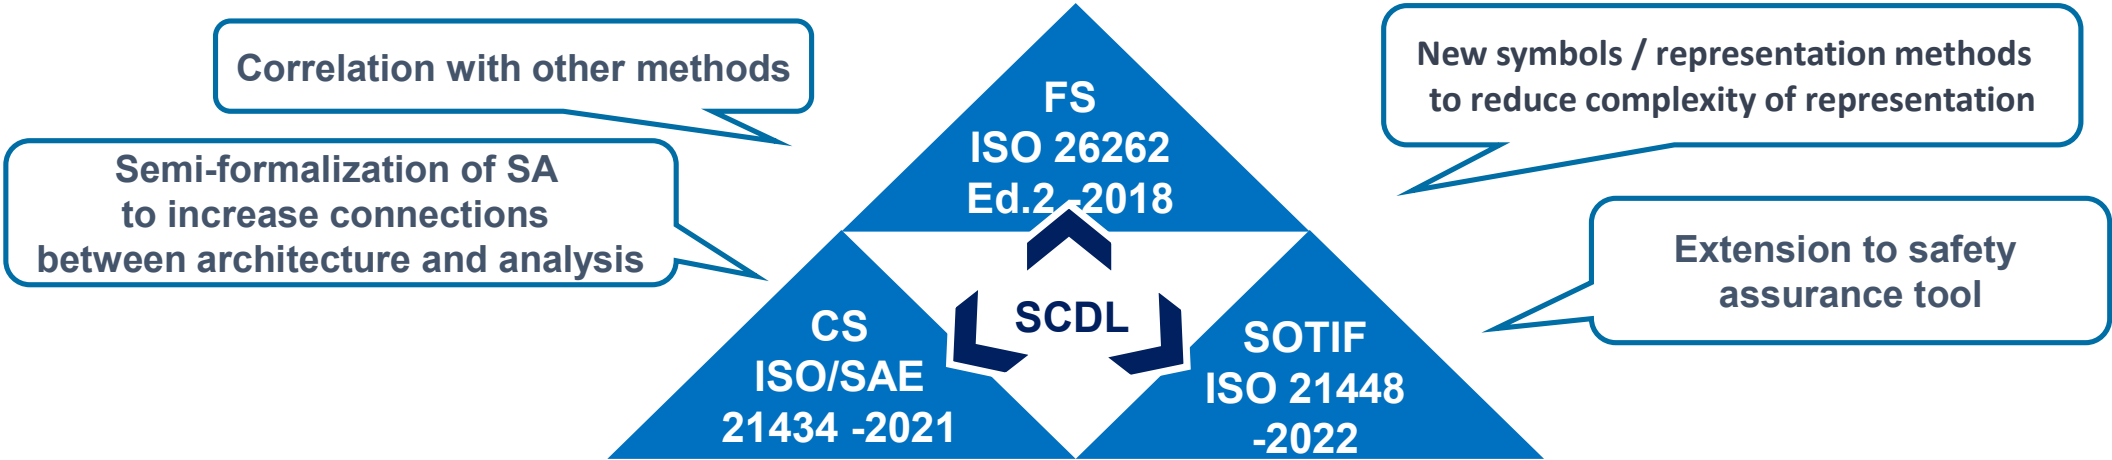 Correlation with other methods
Semi-formalization of SA
to increase connections
between architecture and analysis
FS
ISO 26262
Ed.2 -2018
SCDL
CS
ISO/SAE
21434 -2021
SOTIF
ISO 21448
-2022
New symbols / representation methods
to reduce complexity of representation
Extension to safety
assurance tool